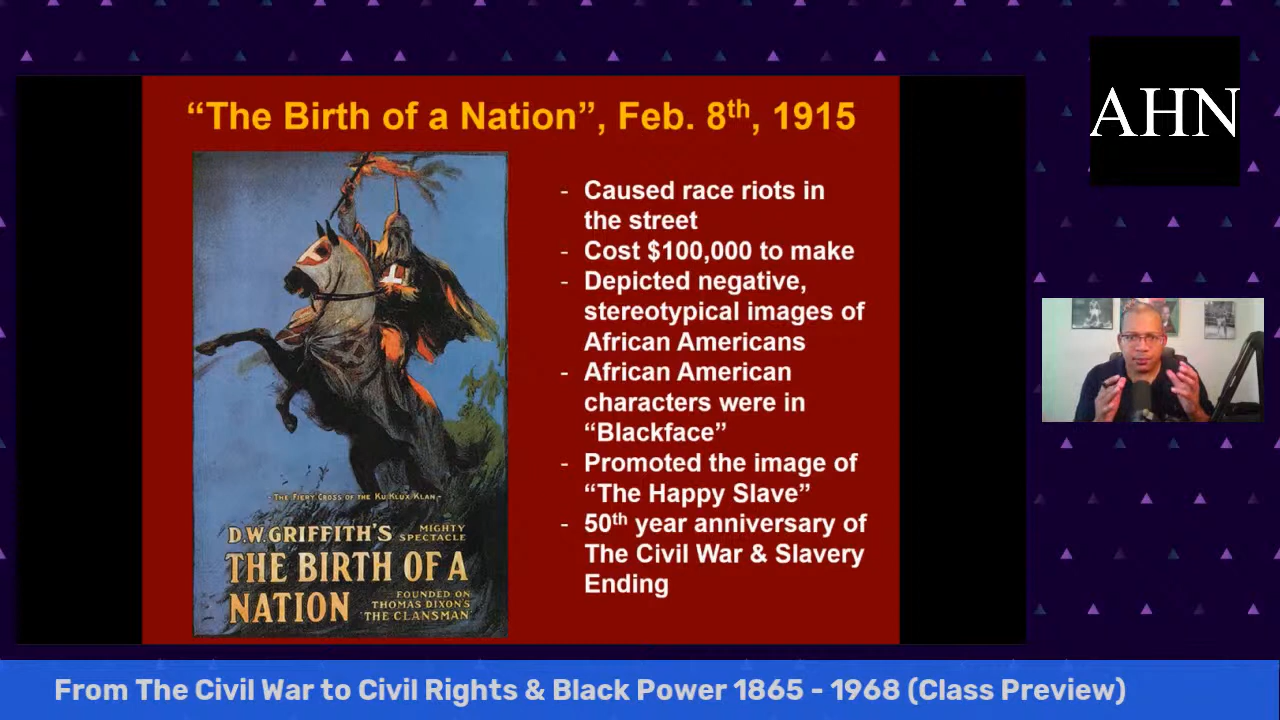 “The Birth of a Nation”, Feb. 8th, 1915
AHN
- Caused race riots in
the street
- Cost $100,000 to make
- Depicted negative,
stereotypical images of
African Americans
- African American
characters were in
“Blackface”
- Promoted the image of
“The Happy Slave”
- 50th year anniversary of
The Civil War & Slavery
Ending
- The Fiery Cross of the Ku Klux Klan -
D.W. GRIFFITH'S
MIGHTY
SPECTACLE
THE BIRTH OF A
NATION
FOUNDED ON
THOMAS DIXON'S
'THE CLANSMAN'
From The Civil War to Civil Rights & Black Power 1865 - 1968 (Class Preview)